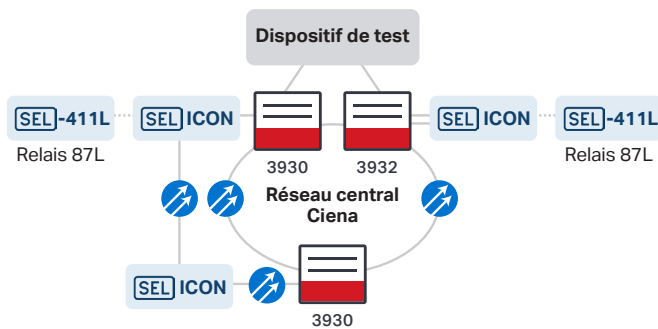 Dispositif de test
SEL-411L
SEL ICON
SEL ICON
SEL-411L
Relais 87L
3930
3932
Relais 87L
Réseau central
Ciena
SEL ICON
3930